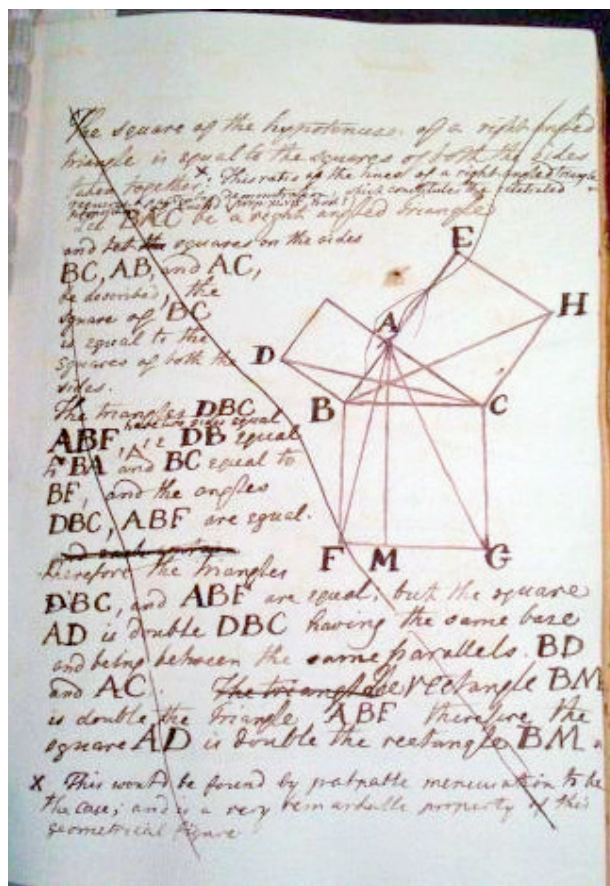 The square of the hypotenuse of a right angled
triangle is equal to the squares of both the sides
taken together. x. This ratio of the lines of a right angled triangle
demonstration, which constitutes the celebrated
Let BAC be a right angled triangle
and let the squares on the sides
BC, AB, and AC,
be described, the
square of BC
is equal to the
squares of both the
sides.
The triangles DBC
have two sides equal
ABF, DB equal
to BA and BC equal to
BF, and the angles
DBC, ABF are equal.
therefore the triangles
DBC, and ABF are equal, but the square
AD is double DBC having the same base
and being between the same parallels. BD
and AC. The triangle rectangle BM
is double the triangle ABF therefore the
square AD is double the rectangle BM
X This would be found by palpable mensuration to be
the case; and is a very remarkable property of this
geometrical figure
E
H
A
D
B
C
F
M
G